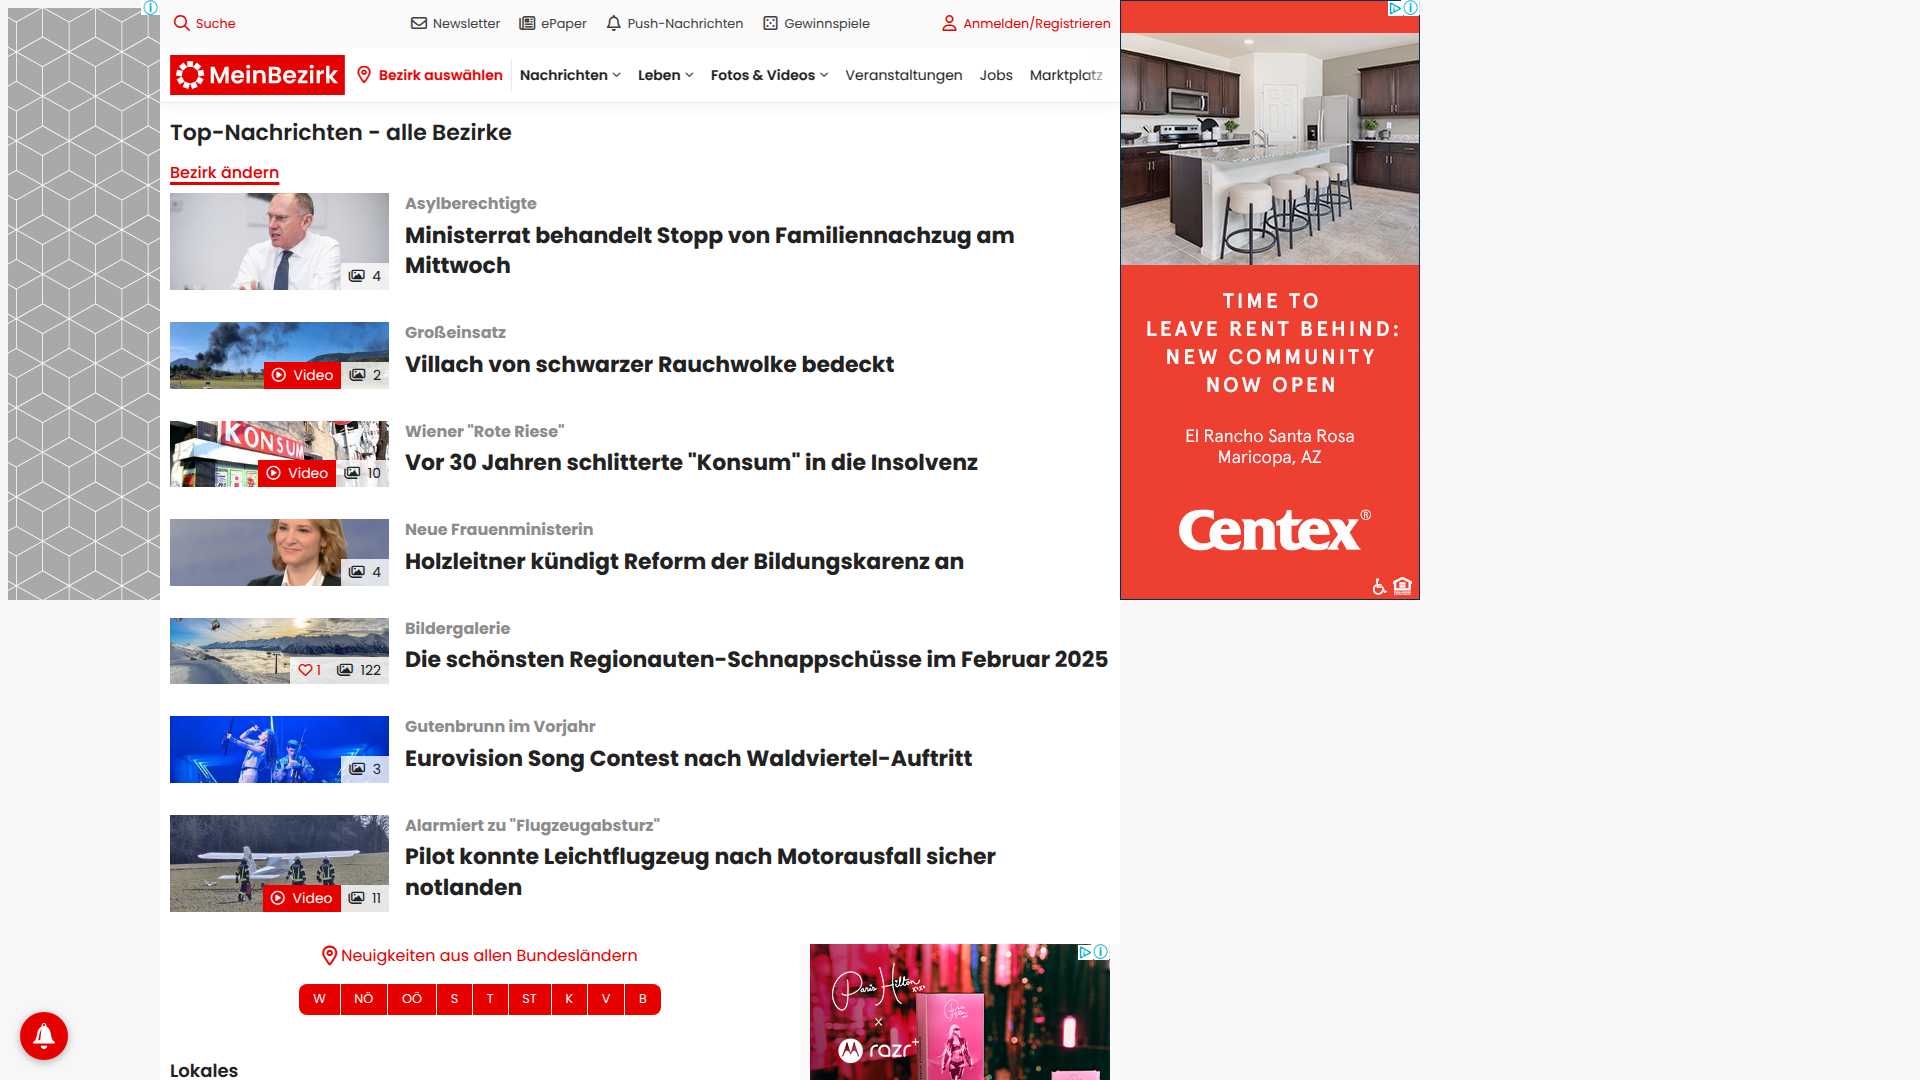 Suche
Newsletter
ePaper
Push-Nachrichten
Gewinnspiele
Anmelden/Registrieren
MeinBezirk
Bezirk auswählen
Nachrichten
Leben
Fotos & Videos
Veranstaltungen
Jobs
Marktplatz
Top-Nachrichten - alle Bezirke
Bezirk ändern
4
Asylberechtigte
Ministerrat behandelt Stopp von Familiennachzug am
Mittwoch
Video 2
Großeinsatz
Villach von schwarzer Rauchwolke bedeckt
KONSUM
Video 10
Wiener "Rote Riese"
Vor 30 Jahren schlitterte "Konsum" in die Insolvenz
4
Neue Frauenministerin
Holzleitner kündigt Reform der Bildungskarenz an
1 122
Bildergalerie
Die schönsten Regionauten-Schnappschüsse im Februar 2025
3
Gutenbrunn im Vorjahr
Eurovision Song Contest nach Waldviertel-Auftritt
Video 11
Alarmiert zu "Flugzeugabsturz"
Pilot konnte Leichtflugzeug nach Motorausfall sicher
notlanden
Neuigkeiten aus allen Bundesländern
W NÖ OÖ S T ST K V B
Lokales
TIME TO
LEAVE RENT BEHIND:
NEW COMMUNITY
NOW OPEN
El Rancho Santa Rosa
Maricopa, AZ
Centex®
Paris Hilton
x
razr+